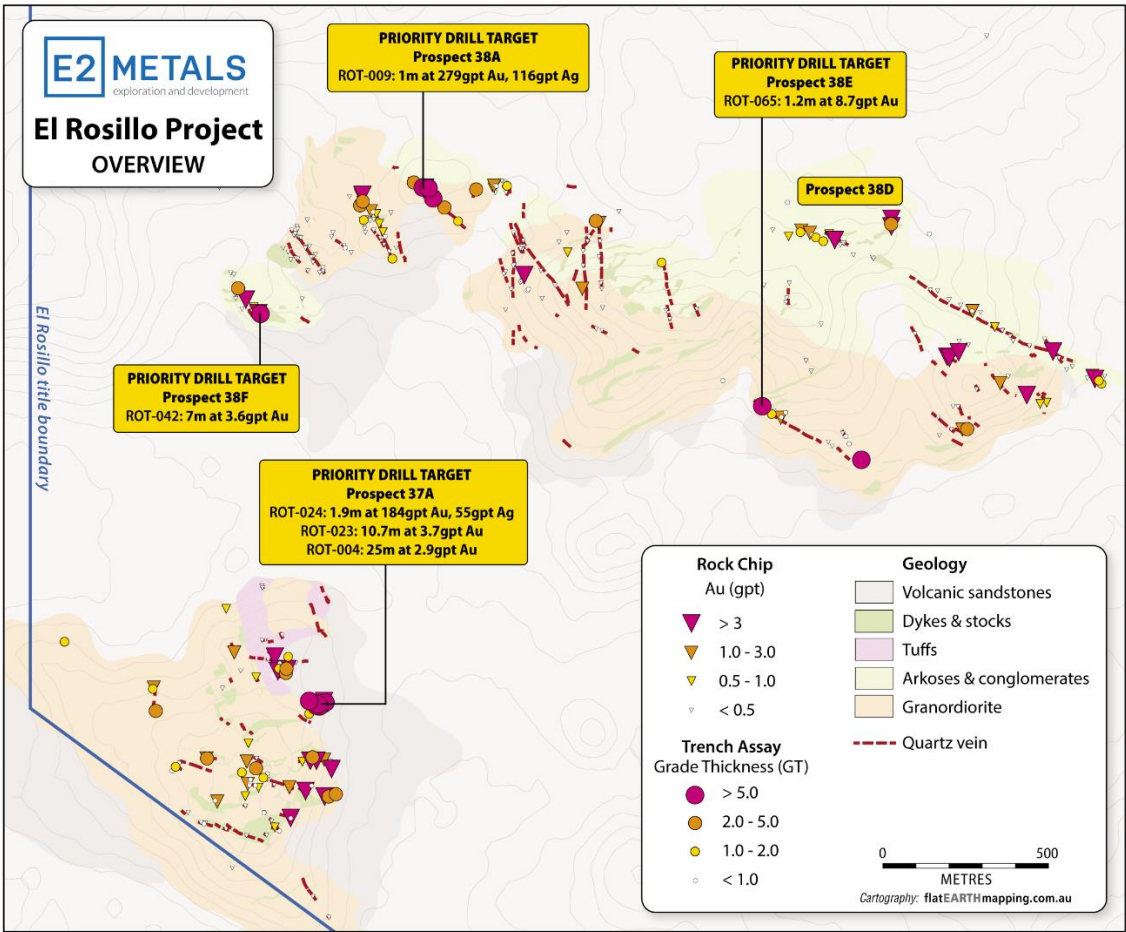 E2 METALS
exploration and development
El Rosillo Project
OVERVIEW
PRIORITY DRILL TARGET
Prospect 38A
ROT-009: 1m at 279gpt Au, 116gpt Ag
PRIORITY DRILL TARGET
Prospect 38E
ROT-065: 1.2m at 8.7gpt Au
Prospect 38D
El Rosillo title boundary
PRIORITY DRILL TARGET
Prospect 38F
ROT-042: 7m at 3.6gpt Au
PRIORITY DRILL TARGET
Prospect 37A
ROT-024: 1.9m at 184gpt Au, 55gpt Ag
ROT-023: 10.7m at 3.7gpt Au
ROT-004: 25m at 2.9gpt Au
Rock Chip
Au (gpt)
> 3
1.0 - 3.0
0.5 - 1.0
< 0.5
Trench Assay
Grade Thickness (GT)
> 5.0
2.0 - 5.0
1.0 - 2.0
< 1.0
Geology
Volcanic sandstones
Dykes & stocks
Tuffs
Arkoses & conglomerates
Granordiorite
Quartz vein
0 500
METRES
Cartography: flatEARTHmapping.com.au